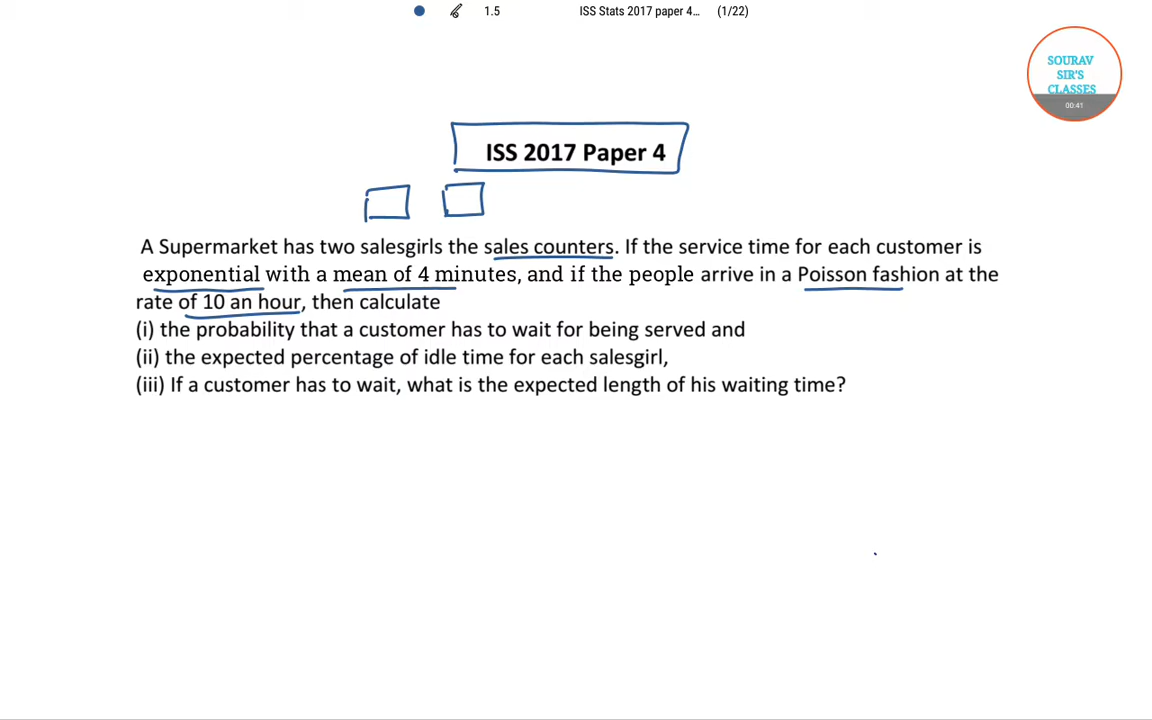 1.5 ISS Stats 2017 paper 4... (1/22)
SOURAV
SIR'S
CLASSES
00:41
ISS 2017 Paper 4
A Supermarket has two salesgirls the sales counters. If the service time for each customer is
exponential with a mean of 4 minutes, and if the people arrive in a Poisson fashion at the
rate of 10 an hour, then calculate
(i) the probability that a customer has to wait for being served and
(ii) the expected percentage of idle time for each salesgirl,
(iii) If a customer has to wait, what is the expected length of his waiting time?